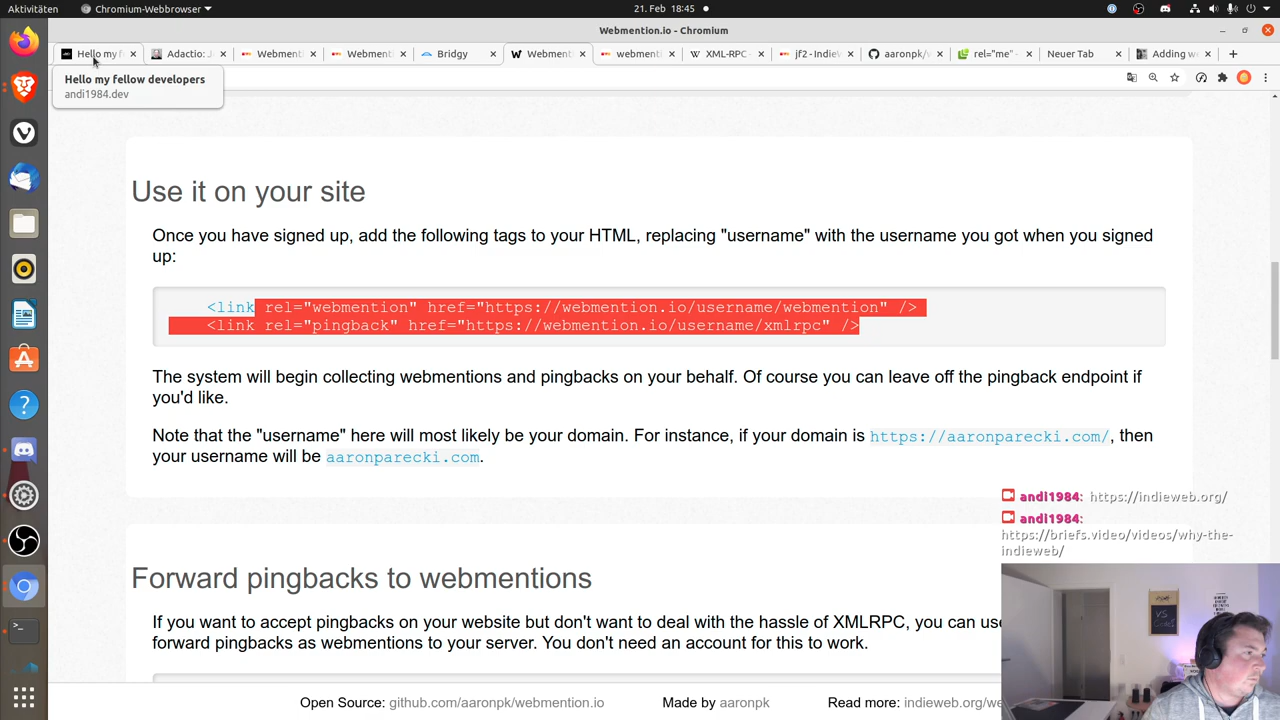 Aktivitäten
Chromium-Webbrowser
21. Feb 18:45
Webmention.io - Chromium
Hello my f
Adactio: J
Webmenti
Webmenti
Bridgy
Webmenti
webmenti
XML-RPC -
jf2 - IndieW
aaronpk/v
rel="me" -
Neuer Tab
Adding we
Hello my fellow developers
andi1984.dev
Use it on your site
Once you have signed up, add the following tags to your HTML, replacing "username" with the username you got when you signed
up:
<link rel="webmention" href="https://webmention.io/username/webmention" />
<link rel="pingback" href="https://webmention.io/username/xmlrpc" />
The system will begin collecting webmentions and pingbacks on your behalf. Of course you can leave off the pingback endpoint if
you'd like.
Note that the "username" here will most likely be your domain. For instance, if your domain is https://aaronparecki.com/, then
your username will be aaronparecki.com.
andi1984: https://indieweb.org/
andi1984:
https://briefs.video/videos/why-the-
indieweb/
Forward pingbacks to webmentions
If you want to accept pingbacks on your website but don't want to deal with the hassle of XMLRPC, you can use
forward pingbacks as webmentions to your server. You don't need an account for this to work.
Open Source: github.com/aaronpk/webmention.io
Made by aaronpk
Read more: indieweb.org/we